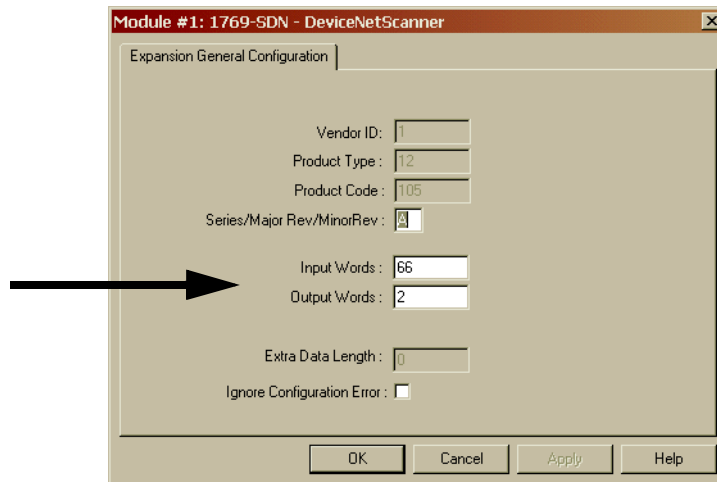 Module #1: 1769-SDN - DeviceNetScanner
Expansion General Configuration
Vendor ID: 1
Product Type : 12
Product Code : 105
Series/Major Rev/MinorRev : A
Input Words : 66
Output Words : 2
Extra Data Length : 0
Ignore Configuration Error :
OK Cancel Apply Help